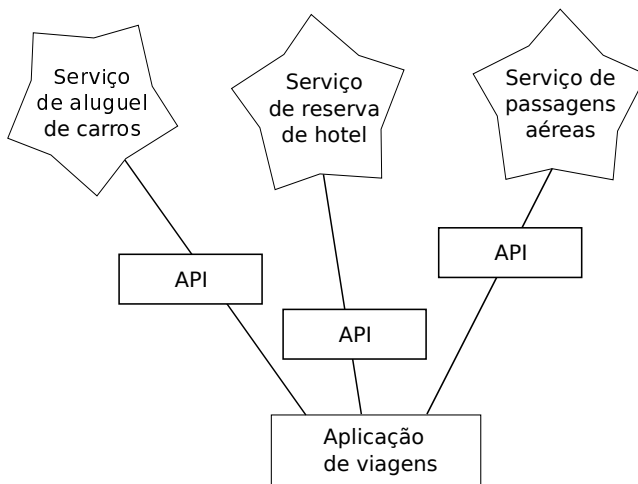 Serviço
de aluguel
de carros
Serviço
de reserva
de hotel
Serviço de
passagens
aéreas
API
API
API
Aplicação
de viagens